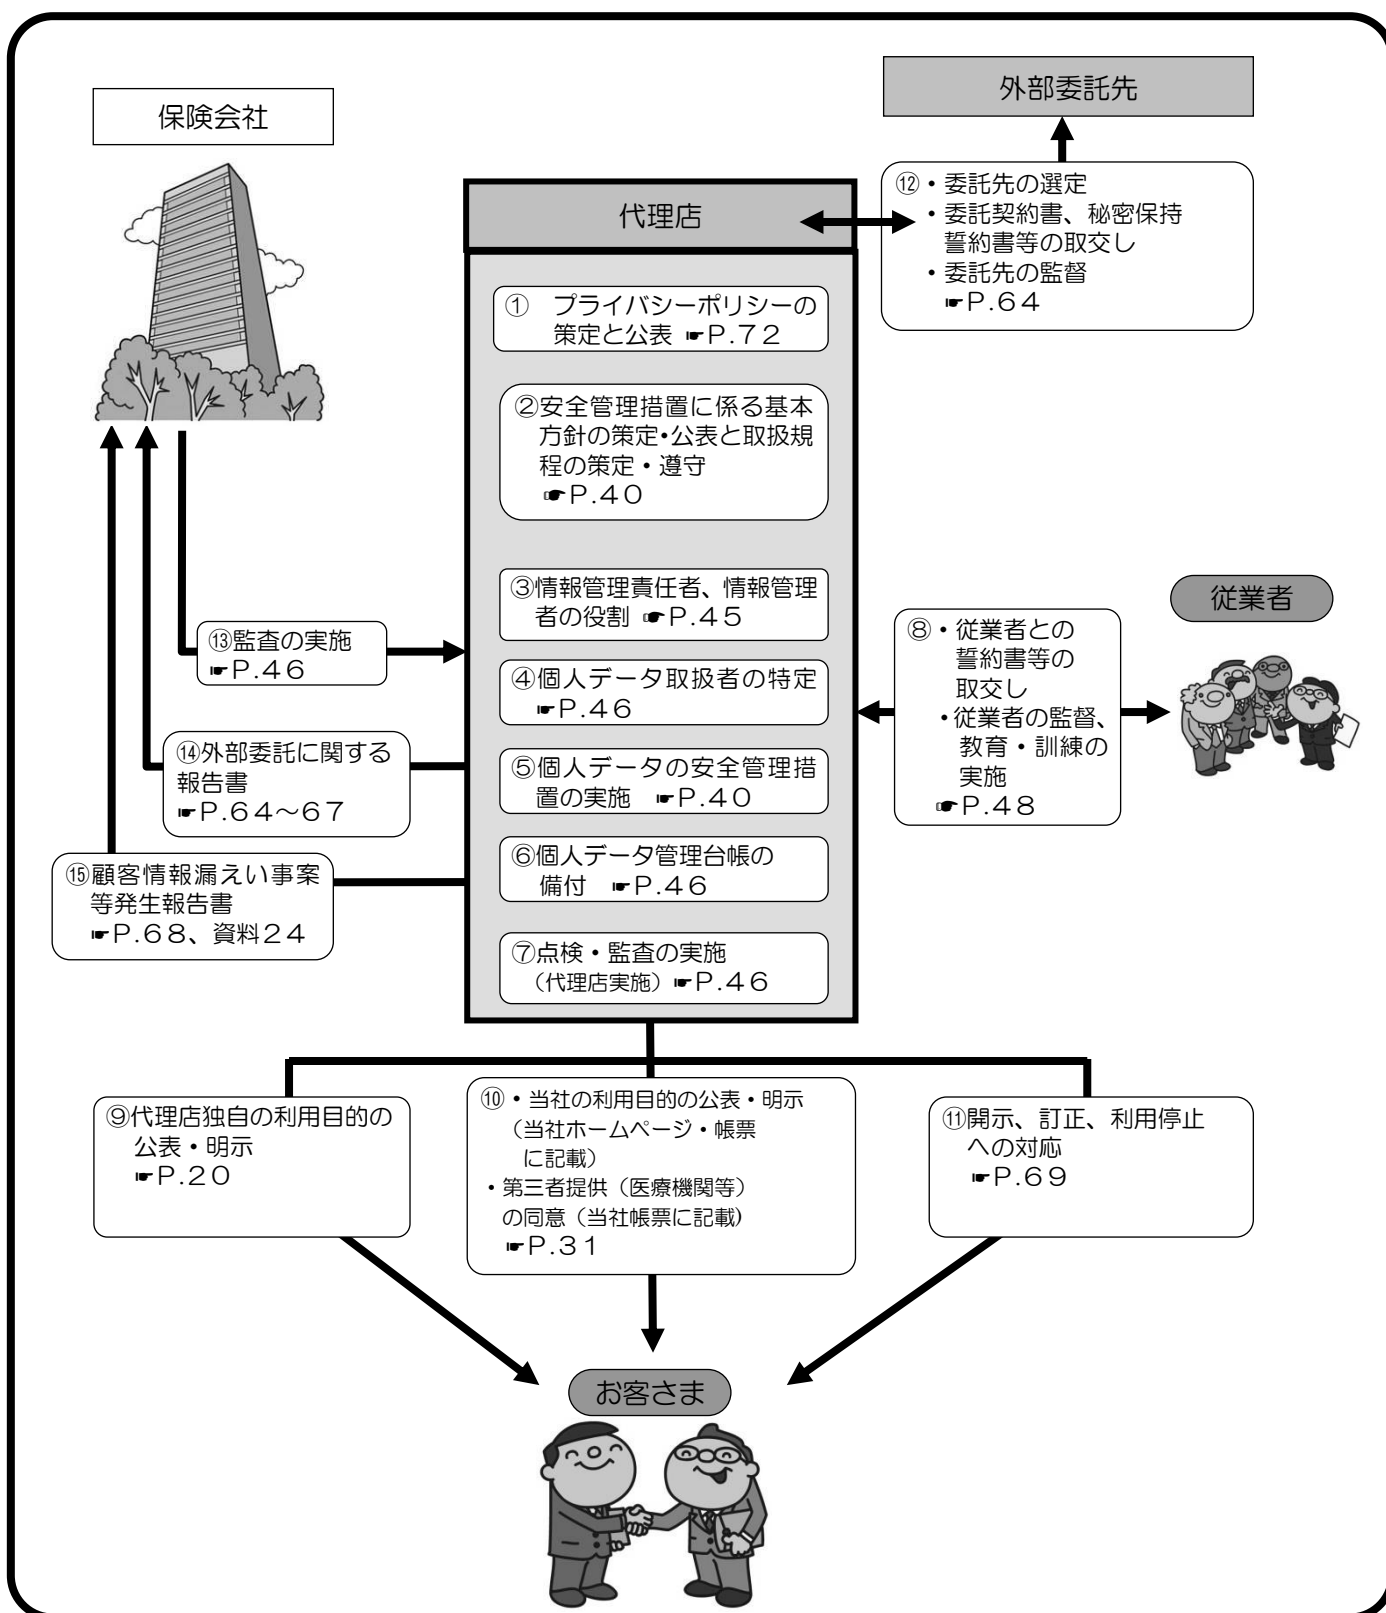 保険会社
外部委託先
⑫・委託先の選定
・委託契約書、秘密保持
誓約書等の取交し
・委託先の監督
☛P.64
代理店
① プライバシーポリシーの
策定と公表 ☛P.72
②安全管理措置に係る基本
方針の策定・公表と取扱規
程の策定・遵守
☛P.40
③情報管理責任者、情報管理
者の役割 ☛P.45
④個人データ取扱者の特定
☛P.46
⑤個人データの安全管理措
置の実施 ☛P.40
⑥個人データ管理台帳の
備付 ☛P.46
⑦点検・監査の実施
（代理店実施）☛P.46
従業者
⑧・従業者との
誓約書等の
取交し
・従業者の監督、
教育・訓練の
実施
☛P.48
⑬監査の実施
☛P.46
⑭外部委託に関する
報告書
☛P.64～67
⑮顧客情報漏えい事案
等発生報告書
☛P.68、資料24
⑨代理店独自の利用目的の
公表・明示
☛P.20
⑩・当社の利用目的の公表・明示
（当社ホームページ・帳票
に記載）
・第三者提供（医療機関等）
の同意（当社帳票に記載)
☛P.31
⑪開示、訂正、利用停止
への対応
☛P.69
お客さま